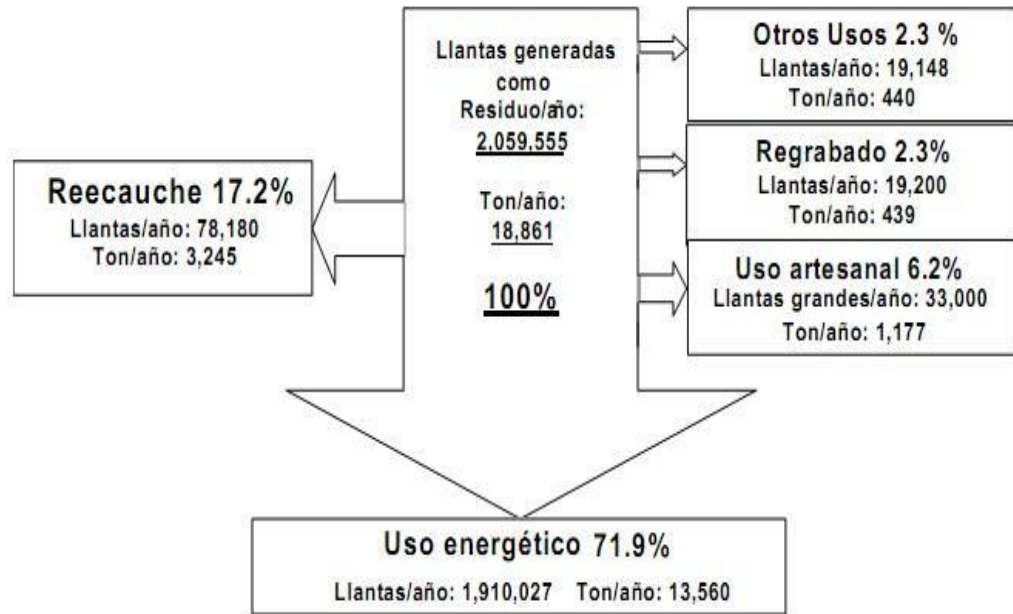 Llantas generadas
como
Residuo/año:
2,059,555
Ton/año:
18,861
100%
Reecauche 17.2%
Llantas/año: 78,180
Ton/año: 3,245
Otros Usos 2.3 %
Llantas/año: 19,148
Ton/año: 440
Regrabado 2.3%
Llantas/año: 19,200
Ton/año: 439
Uso artesanal 6.2%
Llantas grandes/año: 33,000
Ton/año: 1,177
Uso energético 71.9%
Llantas/año: 1,910,027 Ton/año: 13,560